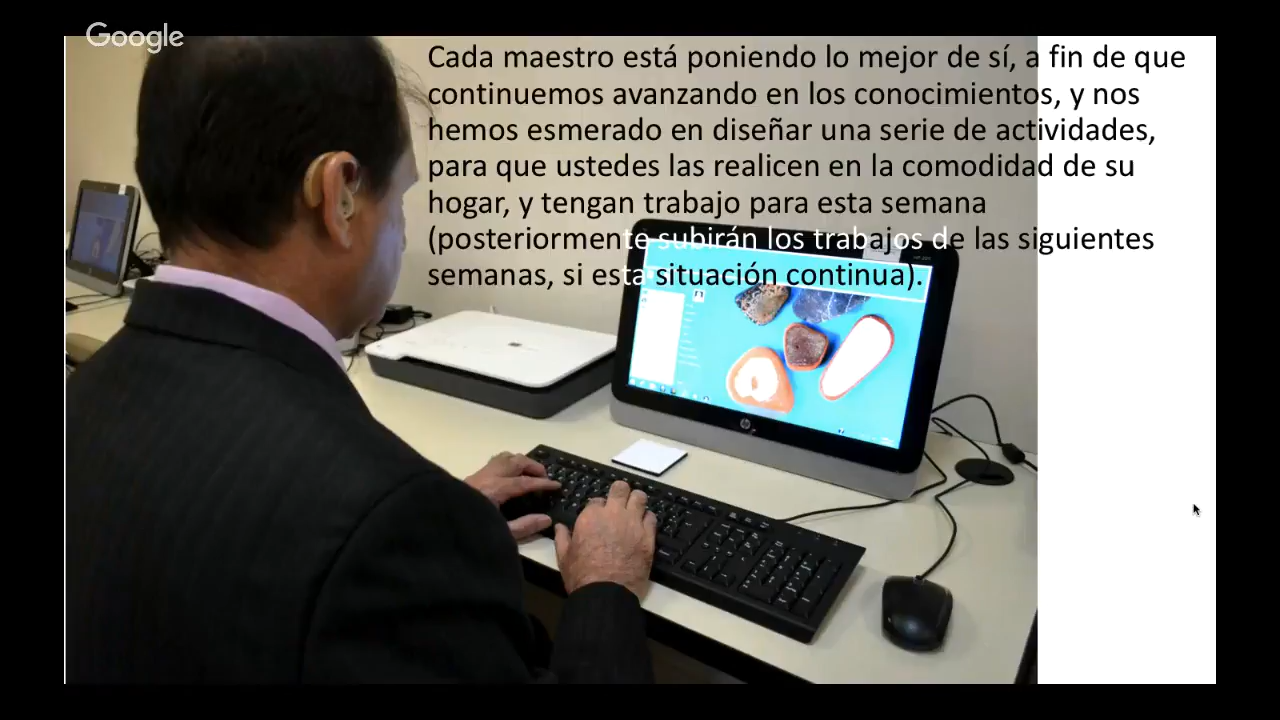 Google
Cada maestro está poniendo lo mejor de sí, a fin de que
continuemos avanzando en los conocimientos, y nos
hemos esmerado en diseñar una serie de actividades,
para que ustedes las realicen en la comodidad de su
hogar, y tengan trabajo para esta semana
(posteriormente subirán los trabajos de las siguientes
semanas, si esta situación continua).
hp